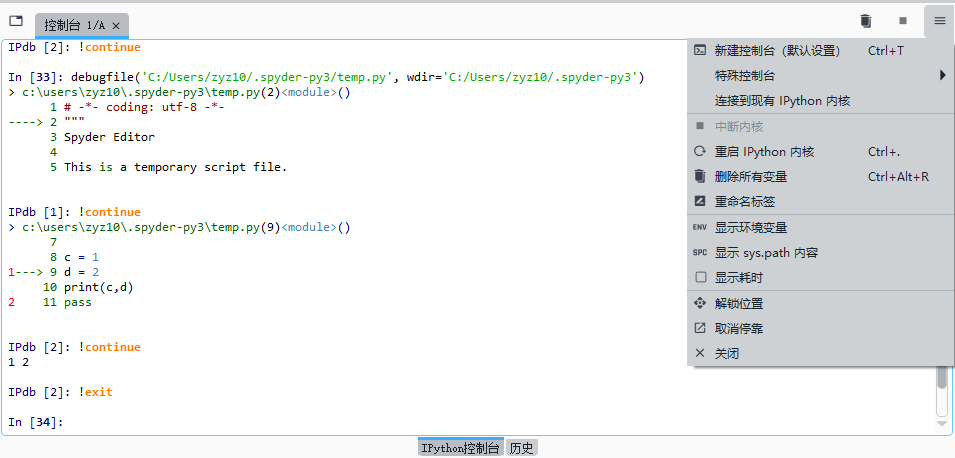 控制台 1/A ×
IPdb [2]: !continue
In [33]: debugfile('C:/Users/zyz10/.spyder-py3/temp.py', wdir='C:/Users/zyz10/.spyder-py3')
> c:\users\zyz10\.spyder-py3\temp.py(2)<module>()
1 # -*- coding: utf-8 -*-
----> 2 """
3 Spyder Editor
4
5 This is a temporary script file.
IPdb [1]: !continue
> c:\users\zyz10\.spyder-py3\temp.py(9)<module>()
7
8 c = 1
1---> 9 d = 2
10 print(c,d)
2 11 pass
IPdb [2]: !continue
1 2
IPdb [2]: !exit
In [34]:
新建控制台（默认设置） Ctrl+T
特殊控制台
连接到现有 IPython 内核
中断内核
重启 IPython 内核 Ctrl+.
删除所有变量 Ctrl+Alt+R
重命名标签
ENV 显示环境变量
SPC 显示 sys.path 内容
显示耗时
解锁位置
取消停靠
关闭
IPython控制台 历史